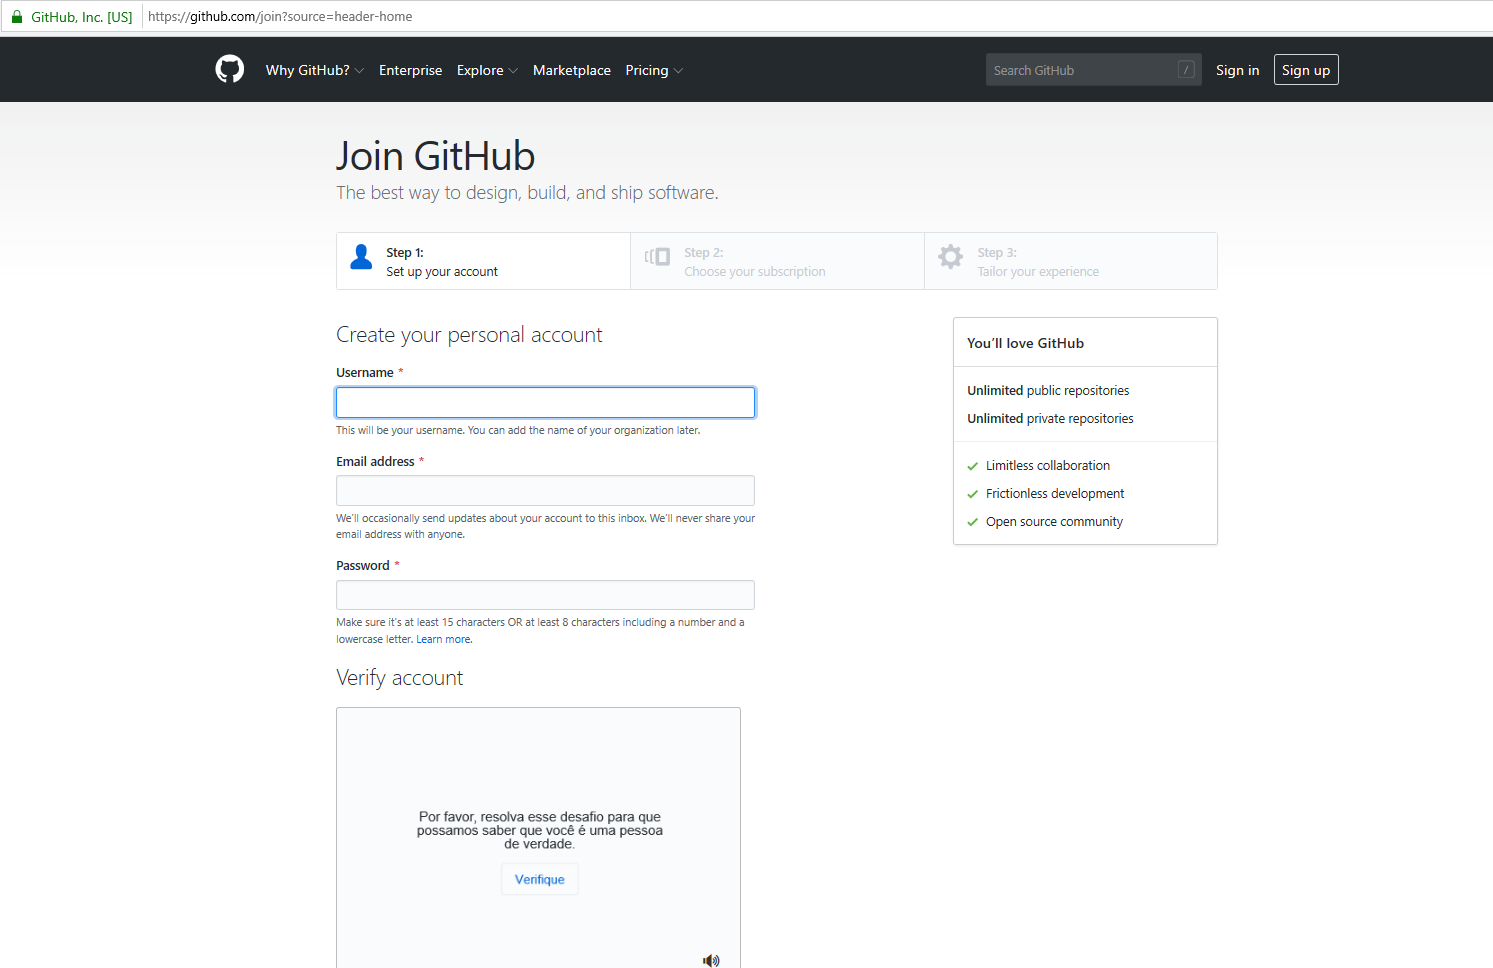 GitHub, Inc. [US]
https://github.com/join?source=header-home
Why GitHub?
Enterprise
Explore
Marketplace
Pricing
Search GitHub
/
Sign in
Sign up
Join GitHub
The best way to design, build, and ship software.
Step 1:
Set up your account
Step 2:
Choose your subscription
Step 3:
Tailor your experience
Create your personal account
Username *
This will be your username. You can add the name of your organization later.
Email address *
We'll occasionally send updates about your account to this inbox. We'll never share your
email address with anyone.
Password *
Make sure it's at least 15 characters OR at least 8 characters including a number and a
lowercase letter. Learn more.
Verify account
Por favor, resolva esse desafio para que
possamos saber que você é uma pessoa
de verdade.
Verifique
You'll love GitHub
Unlimited public repositories
Unlimited private repositories
Limitless collaboration
Frictionless development
Open source community